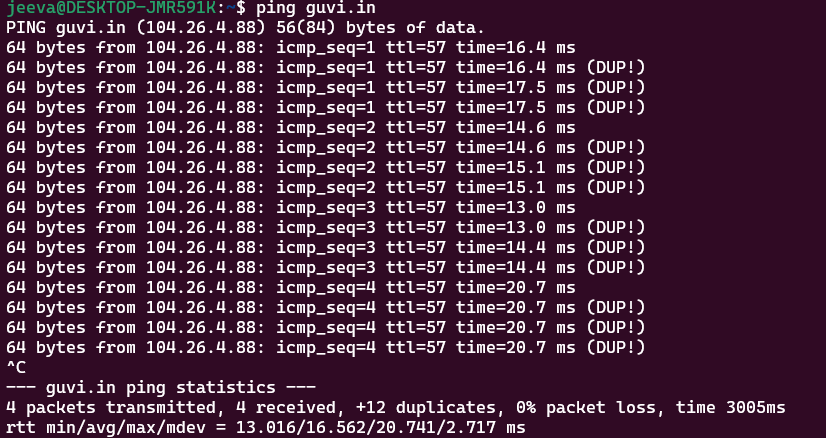 jeeva@DESKTOP-JMR591K:~$ ping guvi.in
PING guvi.in (104.26.4.88) 56(84) bytes of data.
64 bytes from 104.26.4.88: icmp_seq=1 ttl=57 time=16.4 ms
64 bytes from 104.26.4.88: icmp_seq=1 ttl=57 time=16.4 ms (DUP!)
64 bytes from 104.26.4.88: icmp_seq=1 ttl=57 time=17.5 ms (DUP!)
64 bytes from 104.26.4.88: icmp_seq=1 ttl=57 time=17.5 ms (DUP!)
64 bytes from 104.26.4.88: icmp_seq=2 ttl=57 time=14.6 ms
64 bytes from 104.26.4.88: icmp_seq=2 ttl=57 time=14.6 ms (DUP!)
64 bytes from 104.26.4.88: icmp_seq=2 ttl=57 time=15.1 ms (DUP!)
64 bytes from 104.26.4.88: icmp_seq=2 ttl=57 time=15.1 ms (DUP!)
64 bytes from 104.26.4.88: icmp_seq=3 ttl=57 time=13.0 ms
64 bytes from 104.26.4.88: icmp_seq=3 ttl=57 time=13.0 ms (DUP!)
64 bytes from 104.26.4.88: icmp_seq=3 ttl=57 time=14.4 ms (DUP!)
64 bytes from 104.26.4.88: icmp_seq=3 ttl=57 time=14.4 ms (DUP!)
64 bytes from 104.26.4.88: icmp_seq=4 ttl=57 time=20.7 ms
64 bytes from 104.26.4.88: icmp_seq=4 ttl=57 time=20.7 ms (DUP!)
64 bytes from 104.26.4.88: icmp_seq=4 ttl=57 time=20.7 ms (DUP!)
64 bytes from 104.26.4.88: icmp_seq=4 ttl=57 time=20.7 ms (DUP!)
^C
--- guvi.in ping statistics ---
4 packets transmitted, 4 received, +12 duplicates, 0% packet loss, time 3005ms
rtt min/avg/max/mdev = 13.016/16.562/20.741/2.717 ms